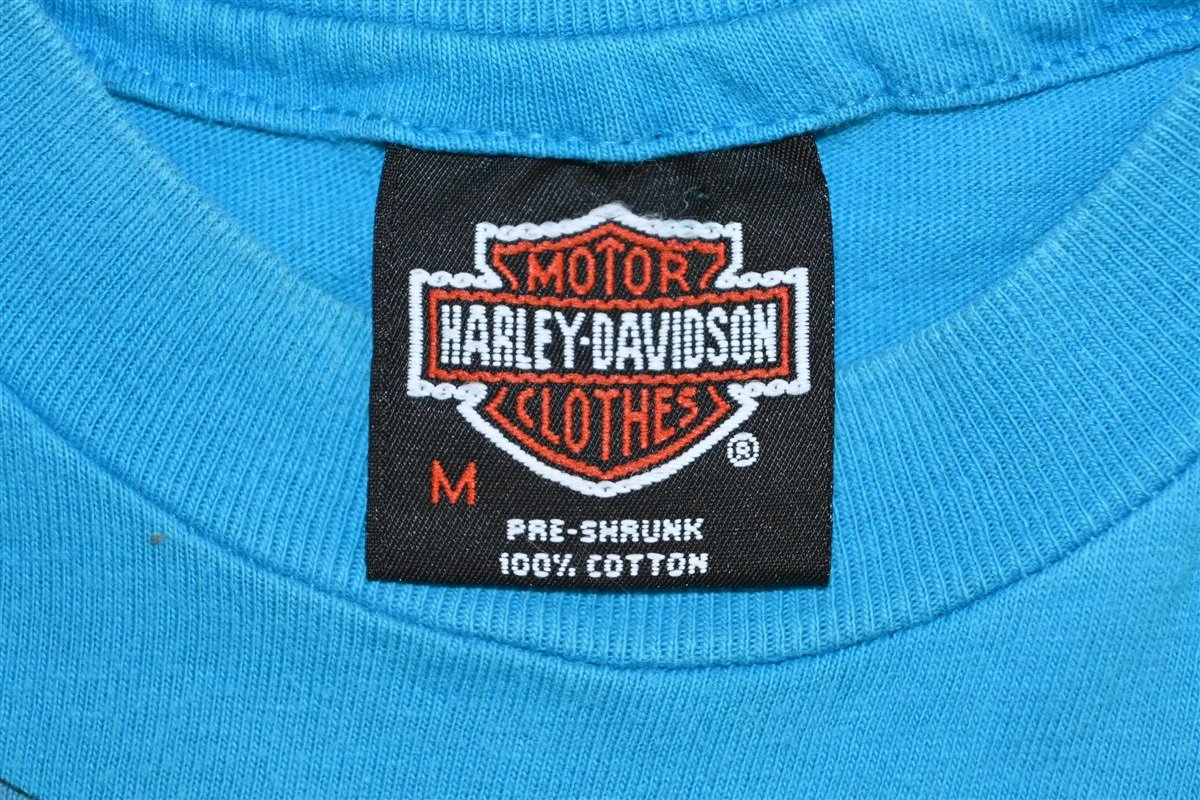 MOTOR
HARLEY-DAVIDSON
CLOTHES
®
M
PRE-SHRUNK
100% COTTON